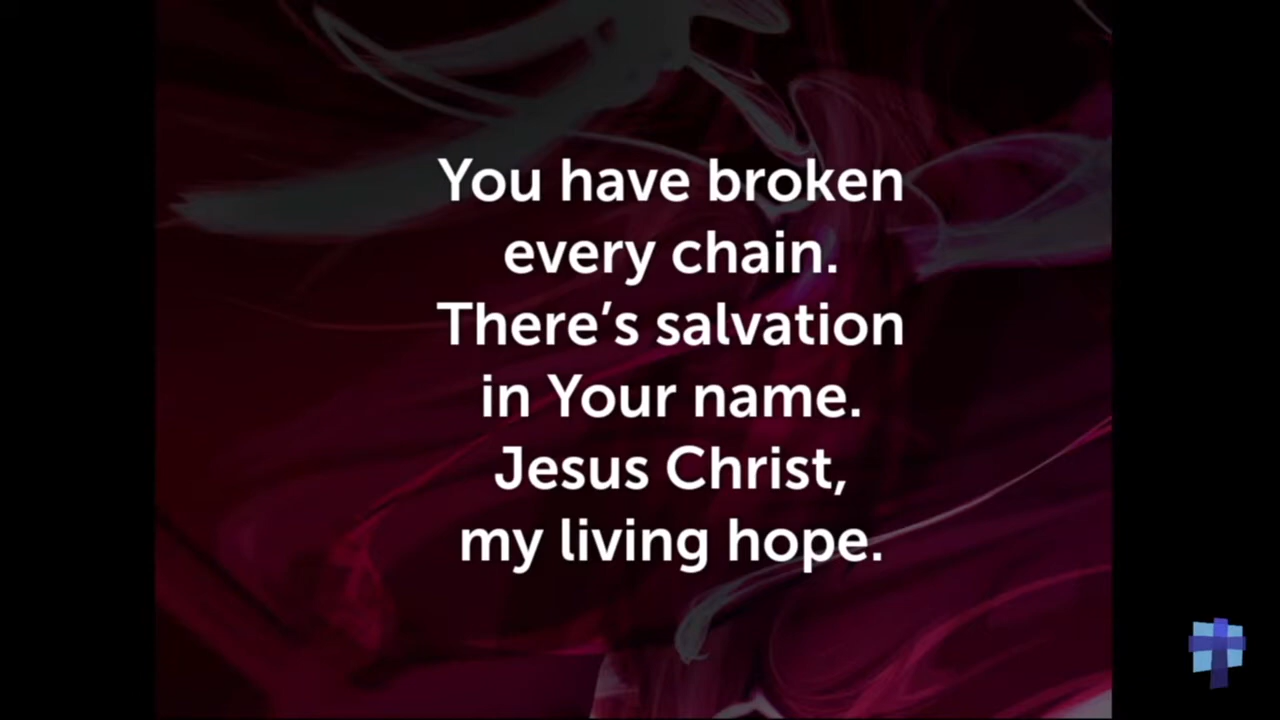 You have broken
every chain.
There’s salvation
in Your name.
Jesus Christ,
my living hope.